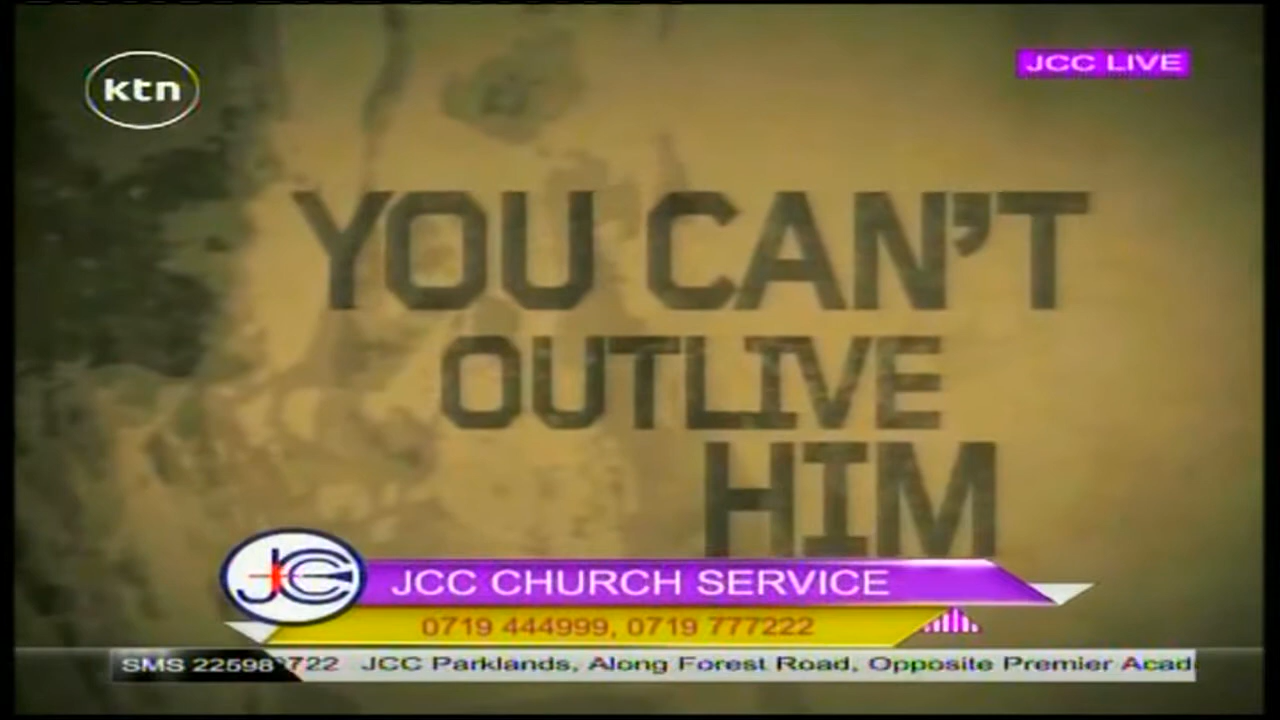 ktn
JCC LIVE
YOU CAN'T
OUTLIVE
HIM
JCC
JCC CHURCH SERVICE
0719 444999, 0719 777222
SMS 22598 722 JCC Parklands, Along Forest Road, Opposite Premier Acad